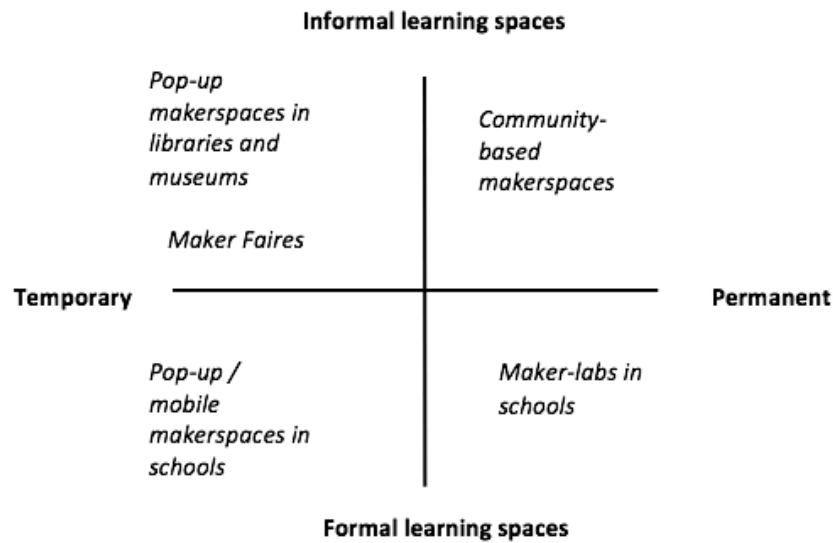 Informal learning spaces
Pop-up
makerspaces in
libraries and
museums
Community-
based
makerspaces
Maker Faires
Temporary
Permanent
Pop-up /
mobile
makerspaces in
schools
Maker-labs in
schools
Formal learning spaces